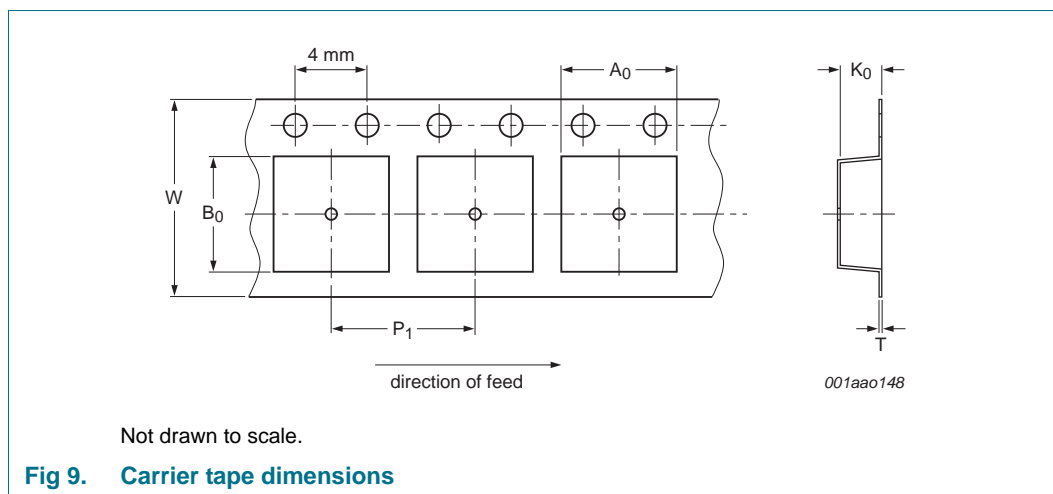 4 mm
A0
K0
W
B0
P1
T
direction of feed
001aao148
Not drawn to scale.
Fig 9. Carrier tape dimensions